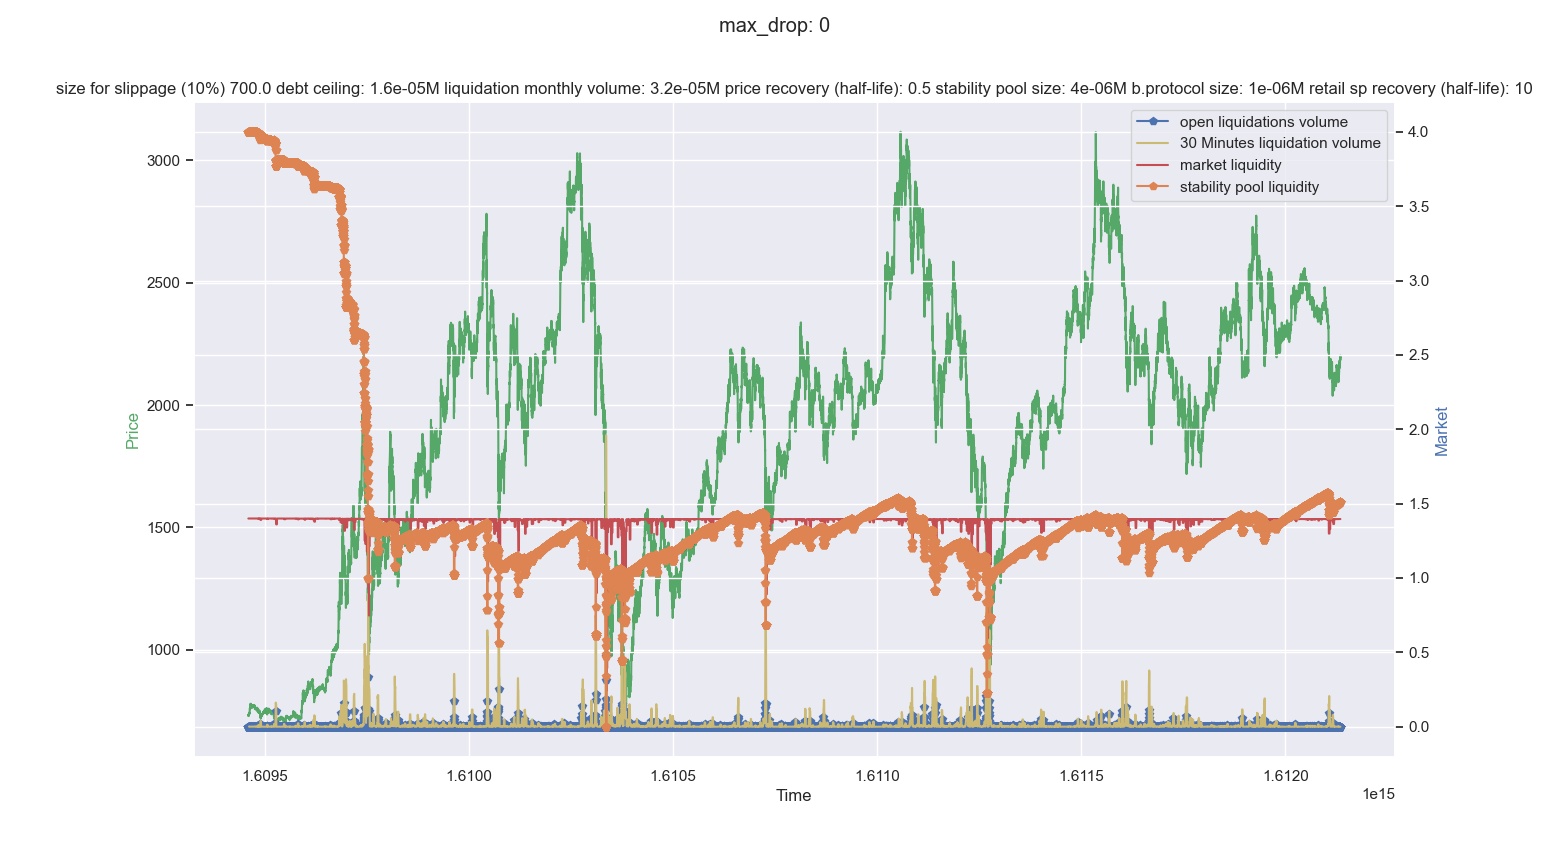 max_drop: 0
size for slippage (10%) 700.0 debt ceiling: 1.6e-05M liquidation monthly volume: 3.2e-05M price recovery (half-life): 0.5 stability pool size: 4e-06M b.protocol size: 1e-06M retail sp recovery (half-life): 10
open liquidations volume
30 Minutes liquidation volume
market liquidity
stability pool liquidity
3000
2500
2000
1500
1000
Price
4.0
3.5
3.0
2.5
2.0
1.5
1.0
0.5
0.0
Market
1.6095 1.6100 1.6105 1.6110 1.6115 1.6120
1e15
Time